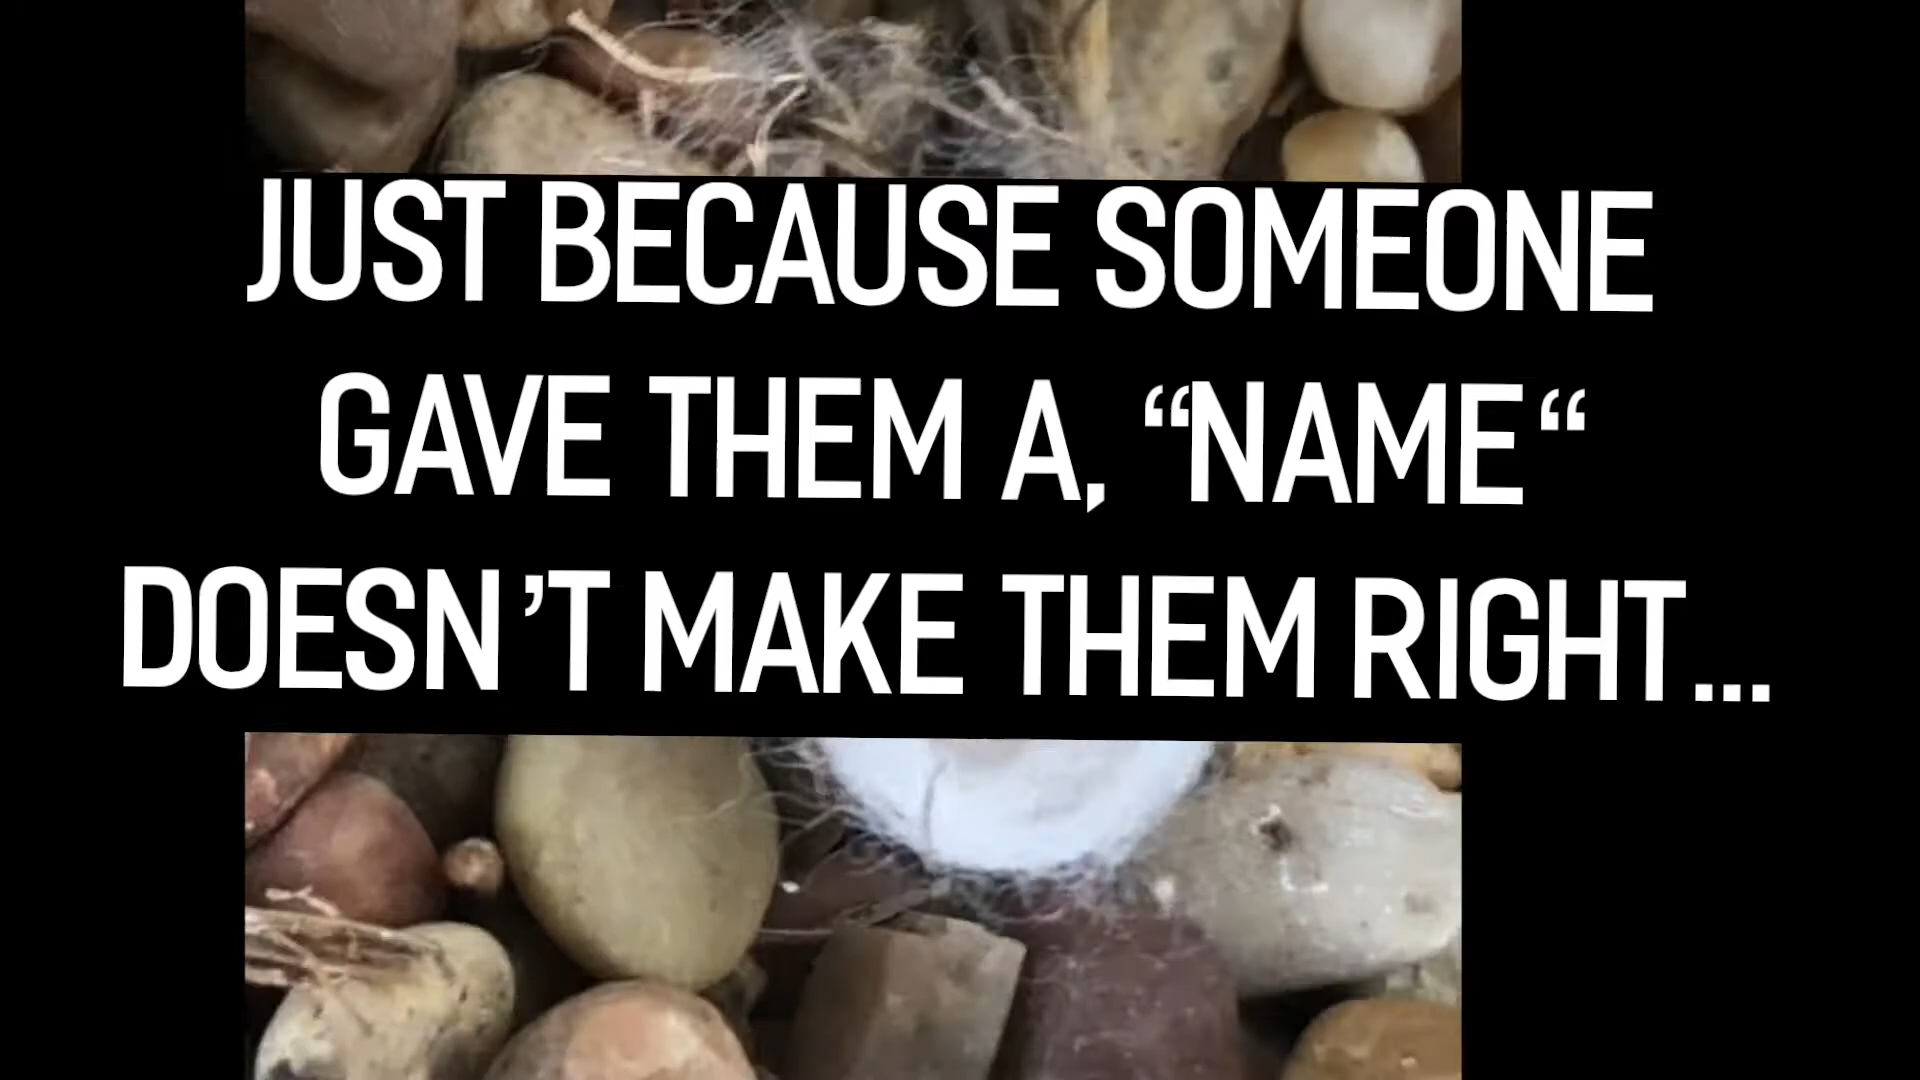 JUST BECAUSE SOMEONE
GAVE THEM A, “NAME“
DOESN’T MAKE THEM RIGHT...